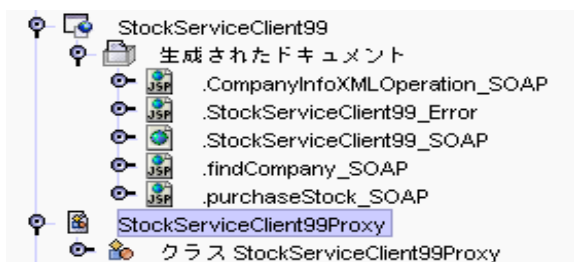 StockServiceClient99
生成されたドキュメント
.CompanyInfoXMLOperation_SOAP
.StockServiceClient99_Error
.StockServiceClient99_SOAP
.findCompany_SOAP
.purchaseStock_SOAP
StockServiceClient99Proxy
クラス StockServiceClient99Proxy